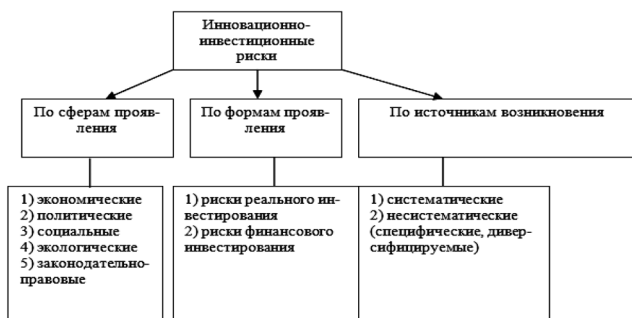 Инновационно-
инвестиционные
риски
По сферам прояв-
ления
По формам прояв-
ления
По источникам возникновения
1) экономические
2) политические
3) социальные
4) экологические
5) законодательно-
правовые
1) риски реального ин-
вестирования
2) риски финансового
инвестирования
1) систематические
2) несистематические
(специфические, дивер-
сифицируемые)